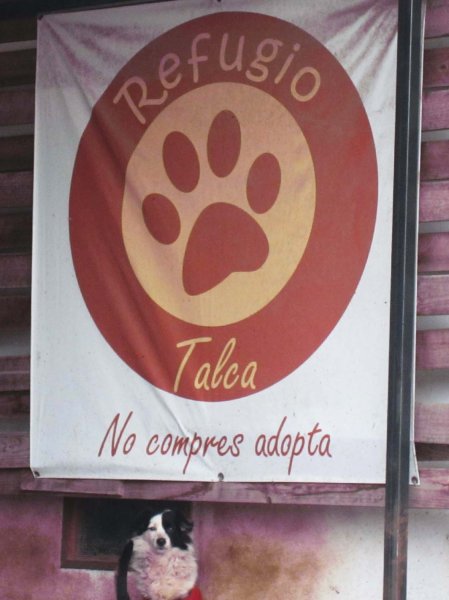 Refugio
Talca
No compres adopta